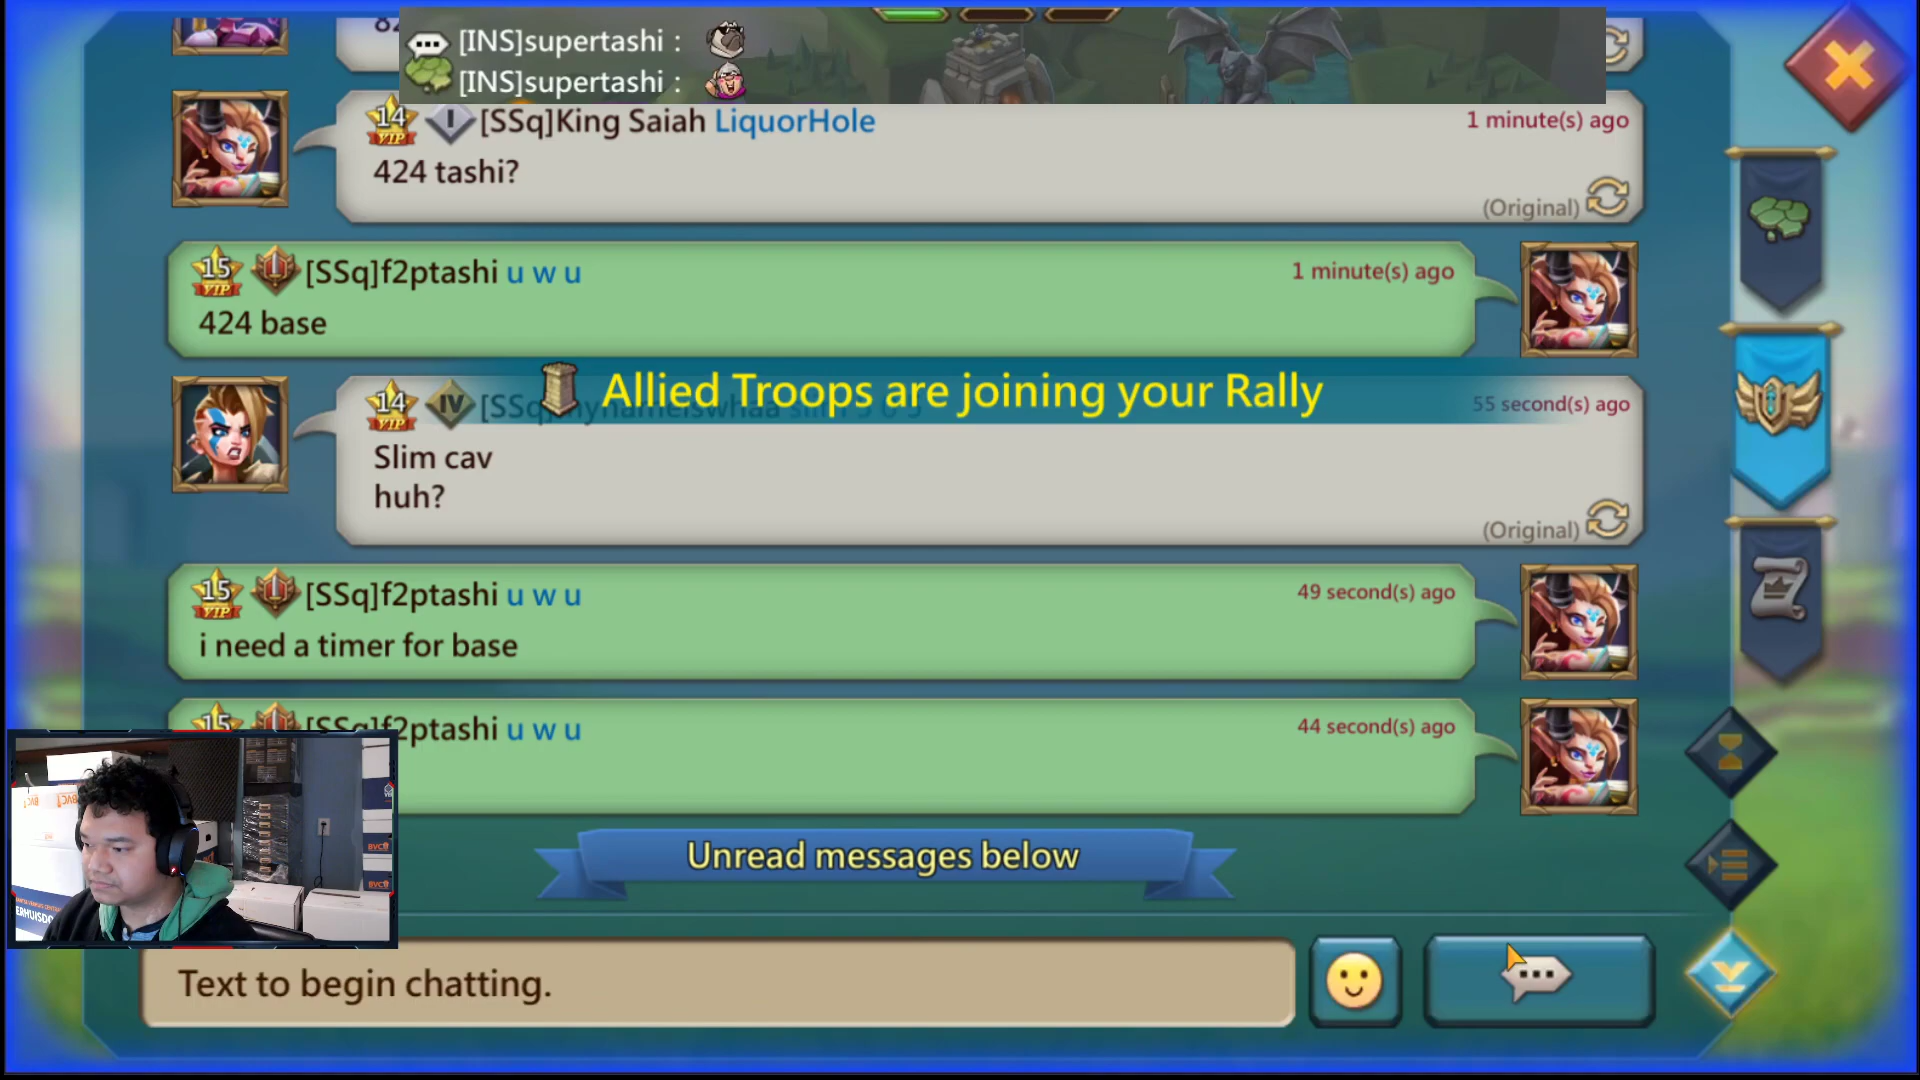 [INS]supertashi :
[INS]supertashi :
14 VIP I [SSq]King Saiah LiquorHole 1 minute(s) ago
424 tashi?
(Original)
15 VIP [SSq]f2ptashi u w u 1 minute(s) ago
424 base
Allied Troops are joining your Rally
14 VIP IV 55 second(s) ago
Slim cav
huh?
(Original)
15 VIP [SSq]f2ptashi u w u 49 second(s) ago
i need a timer for base
15 [SSq]f2ptashi u w u 44 second(s) ago
Unread messages below
Text to begin chatting.